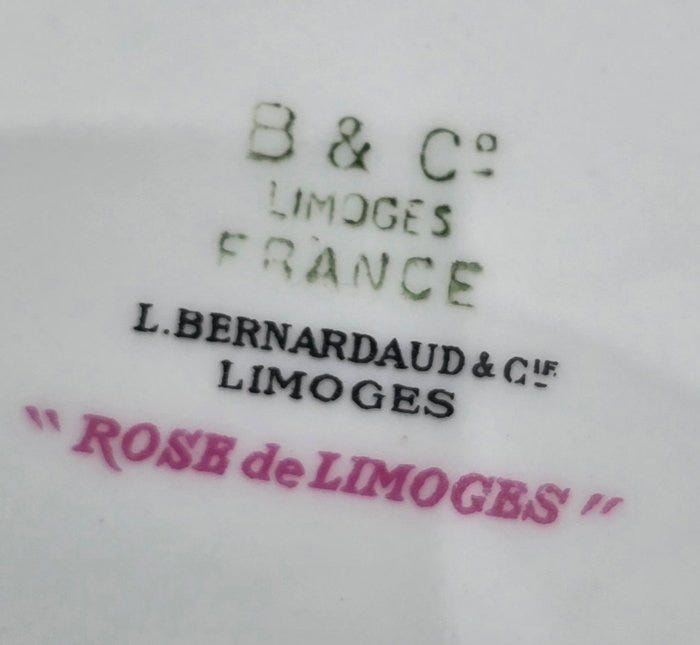 B & Cº
LIMOGES
FRANCE
L. BERNARDAUD & CIE
LIMOGES
"ROSE de LIMOGES"